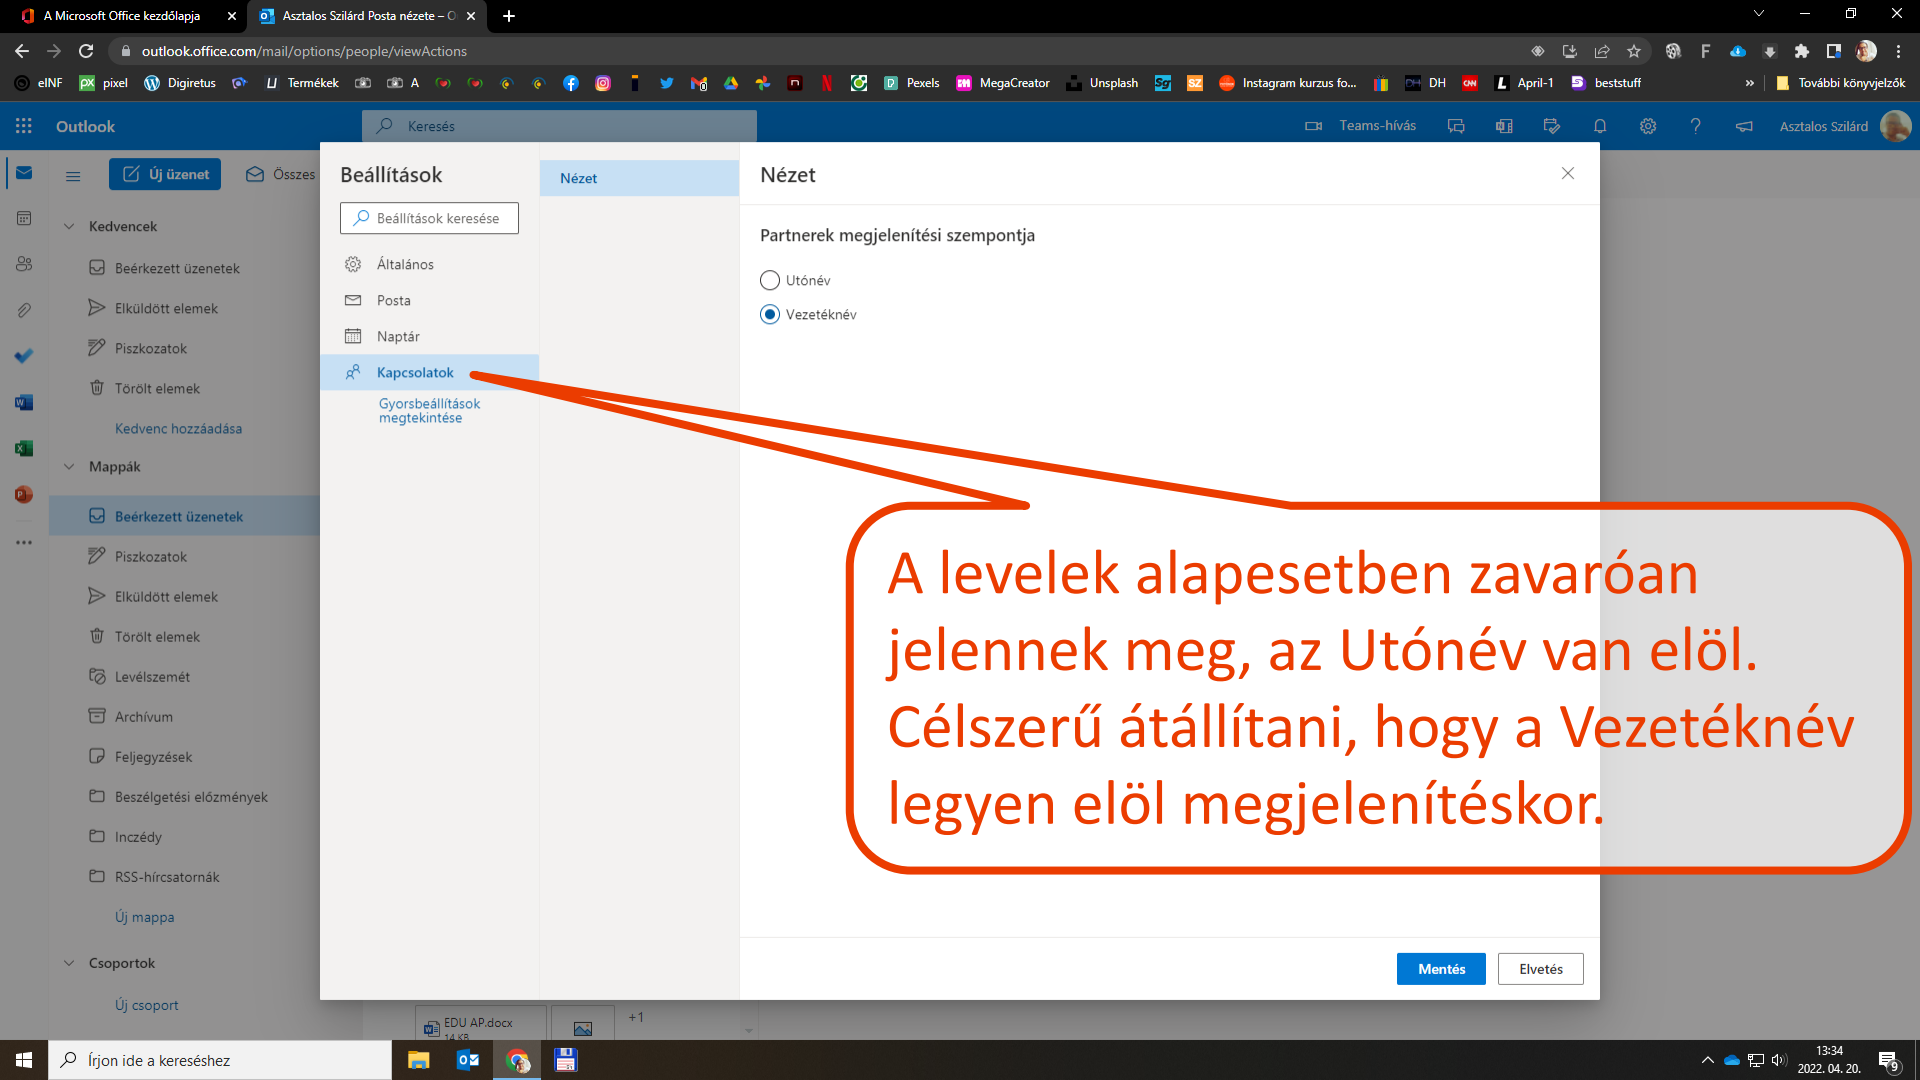 A Microsoft Office kezdőlapja
Asztalos Szilárd Posta nézete – O
outlook.office.com/mail/options/people/viewActions
eINF
pixel
Digiretus
Termékek
A
Pexels
MegaCreator
Unsplash
Instagram kurzus fo...
DH
April-1
beststuff
»
További könyvjelzők
Outlook
Keresés
Teams-hívás
Asztalos Szilárd
Új üzenet
Összes
Kedvencek
Beérkezett üzenetek
Elküldött elemek
Piszkozatok
Törölt elemek
Kedvenc hozzáadása
Mappák
Beérkezett üzenetek
Piszkozatok
Elküldött elemek
Törölt elemek
Levélszemét
Archívum
Feljegyzések
Beszélgetési előzmények
Inczédy
RSS-hírcsatornák
Új mappa
Csoportok
Új csoport
Beállítások
Beállítások keresése
Általános
Posta
Naptár
Kapcsolatok
Gyorsbeállítások
megtekintése
Nézet
Nézet
Partnerek megjelenítési szempontja
Utónév
Vezetéknév
A levelek alapesetben zavaróan
jelennek meg, az Utónév van elöl.
Célszerű átállítani, hogy a Vezetéknév
legyen elöl megjelenítéskor.
Mentés
Elvetés
EDU AP.docx
14 KB
+1
Írjon ide a kereséshez
13:34
2022. 04. 20.
9